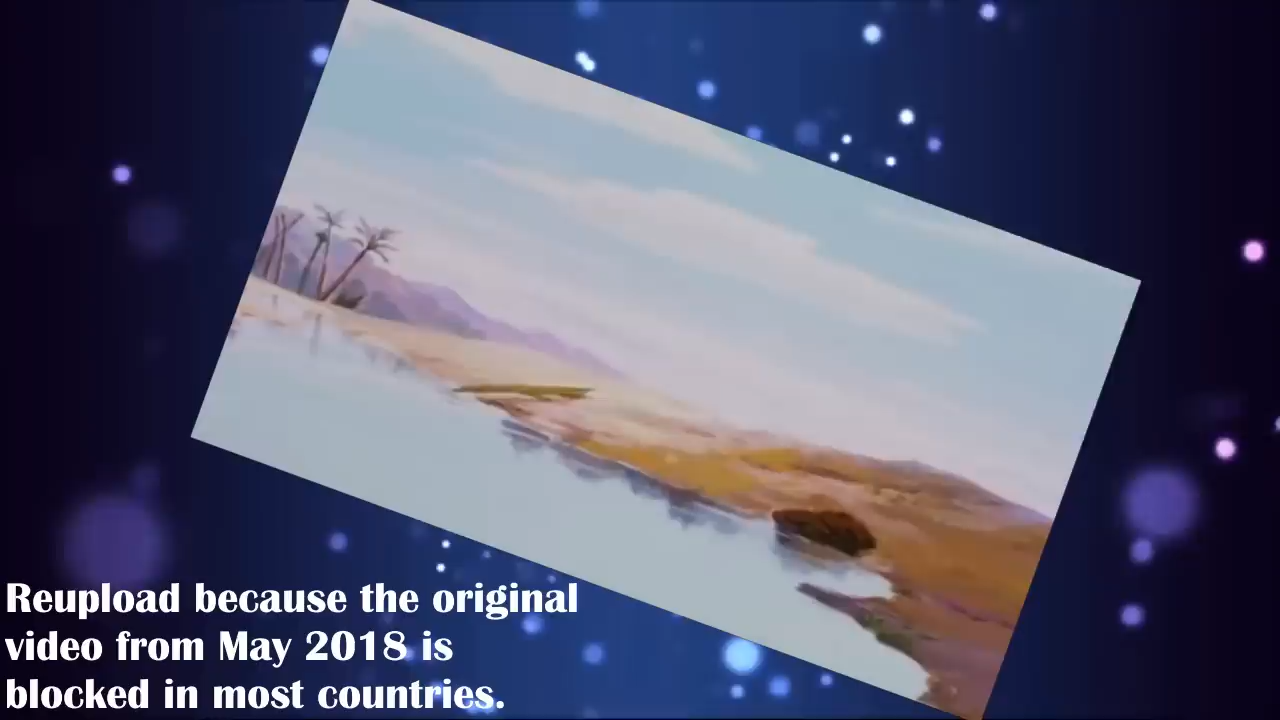 Reupload because the original
video from May 2018 is
blocked in most countries.